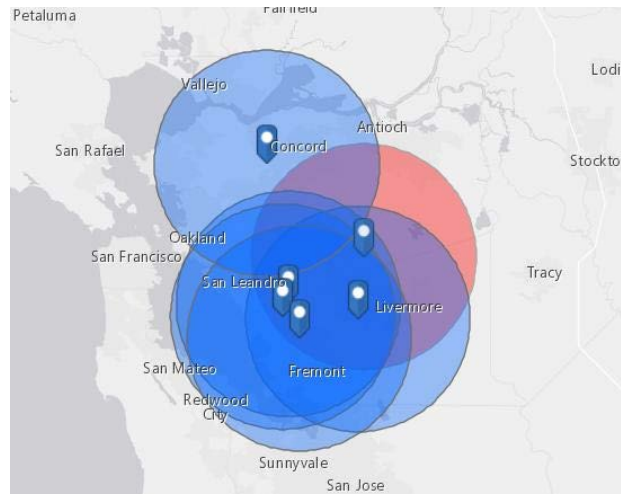 Petaluma
Fairfield
Lodi
Vallejo
Antioch
San Rafael
Concord
Stockto
Oakland
San Francisco
Tracy
San Leandro
Livermore
San Mateo
Fremont
Redwood
City
Sunnyvale
San Jose